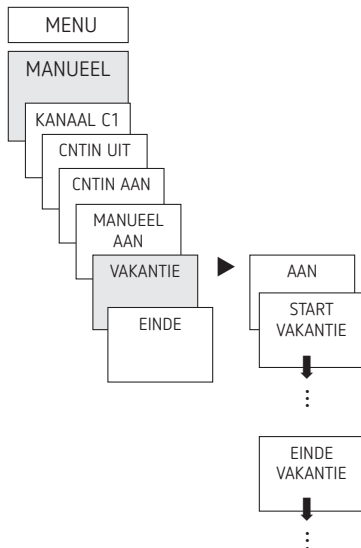 MENU
MANUEEL
KANAAL C1
CNTIN UIT
CNTIN AAN
MANUEEL
AAN
VAKANTIE
EINDE
AAN
START
VAKANTIE
EINDE
VAKANTIE